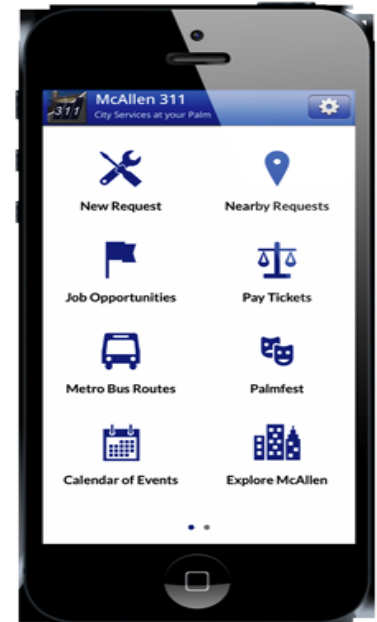 311
McAllen 311
City Services at your Palm
New Request
Nearby Requests
Job Opportunities
Pay Tickets
Metro Bus Routes
Palmfest
Calendar of Events
Explore McAllen